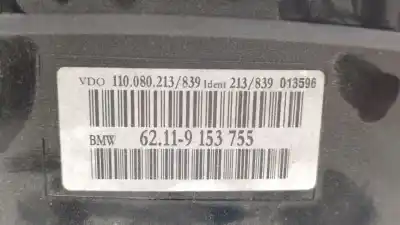 VDO 110.080.213/839 Ident 213/839 013596
BMW 62.11-9 153 755